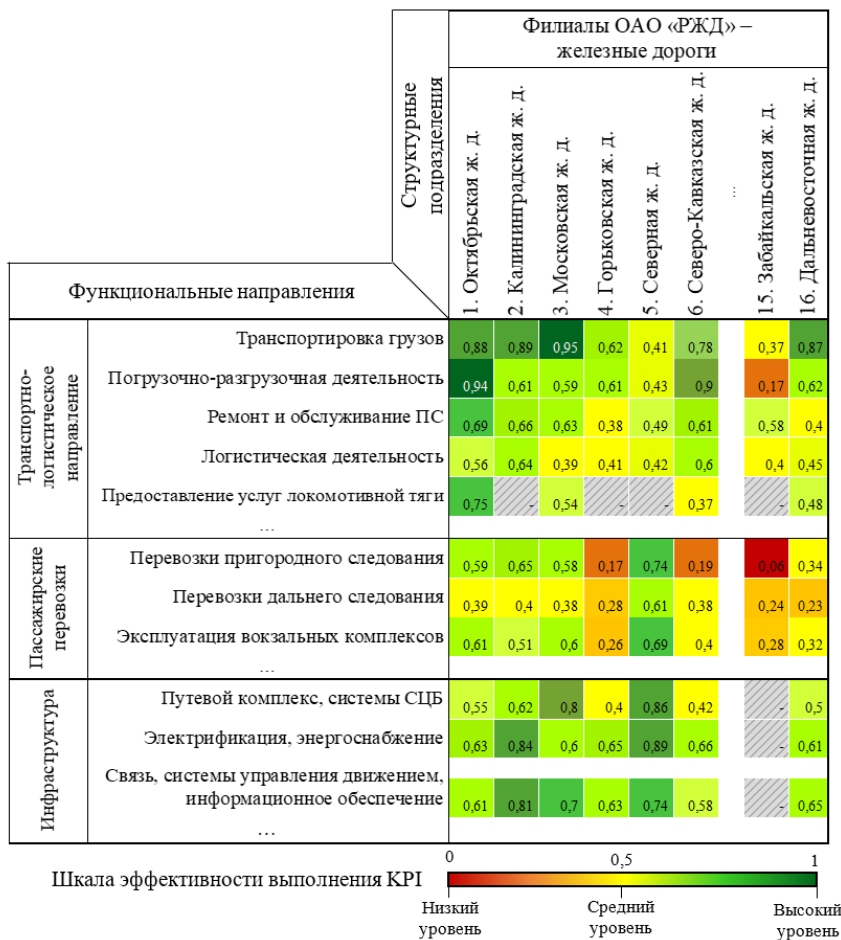 Филиалы ОАО «РЖД» –
железные дороги
Структурные
подразделения
1. Октябрьская ж. д.
2. Калининградская ж. д.
3. Московская ж. д.
4. Горьковская ж. д.
5. Северная ж. д.
6. Северо-Кавказская ж. д.
...
15. Забайкальская ж. д.
16. Дальневосточная ж. д.
Функциональные направления
Транспортно-
логистическое
направление
Транспортировка грузов 0,88 0,89 0,95 0,62 0,41 0,78 0,37 0,87
Погрузочно-разгрузочная деятельность 0,94 0,61 0,59 0,61 0,43 0,9 0,17 0,62
Ремонт и обслуживание ПС 0,69 0,66 0,63 0,38 0,49 0,61 0,58 0,4
Логистическая деятельность 0,56 0,64 0,39 0,41 0,42 0,6 0,4 0,45
Предоставление услуг локомотивной тяги 0,75 - 0,54 - - 0,37 - 0,48
...
Пассажирские
перевозки
Перевозки пригородного следования 0,59 0,65 0,58 0,17 0,74 0,19 0,06 0,34
Перевозки дальнего следования 0,39 0,4 0,38 0,28 0,61 0,38 0,24 0,23
Эксплуатация вокзальных комплексов 0,61 0,51 0,6 0,26 0,69 0,4 0,28 0,32
...
Инфраструктура
Путевой комплекс, системы СЦБ 0,55 0,62 0,8 0,4 0,86 0,42 - 0,5
Электрификация, энергоснабжение 0,63 0,84 0,6 0,65 0,89 0,66 - 0,61
Связь, системы управления движением,
информационное обеспечение 0,61 0,81 0,7 0,63 0,74 0,58 - 0,65
...
0 0,5 1
Шкала эффективности выполнения KPI
Низкий Средний Высокий
уровень уровень уровень